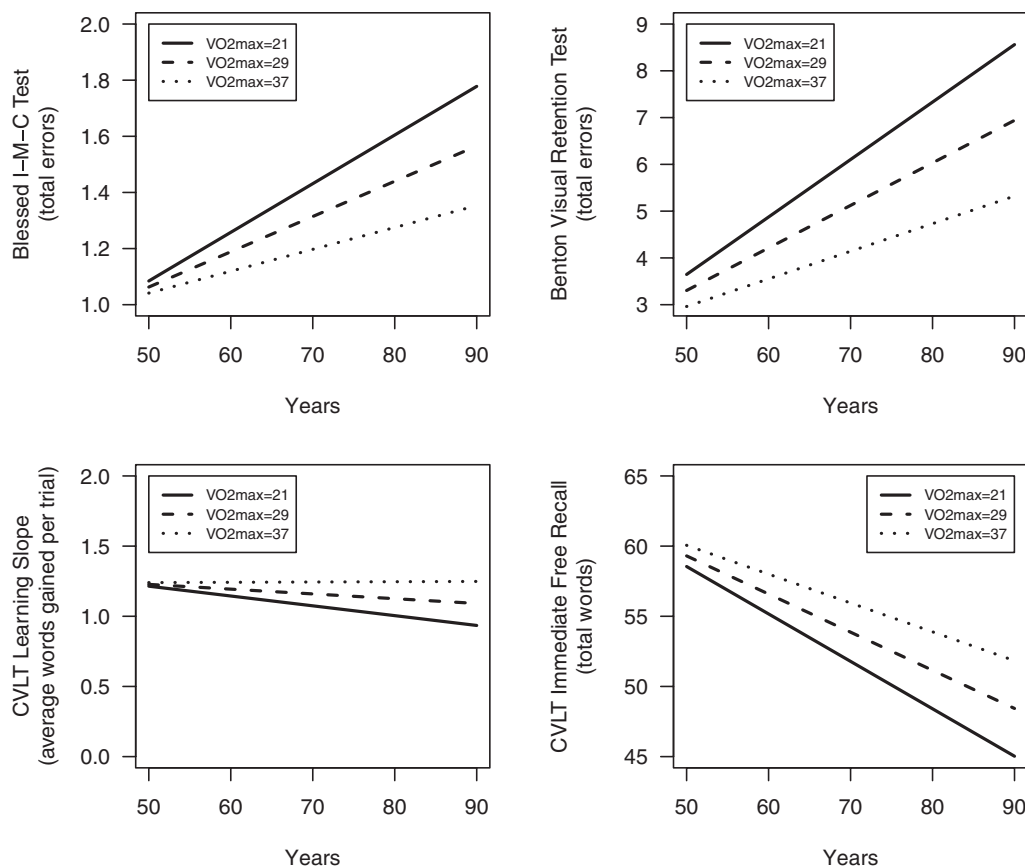 Blessed I−M−C Test
(total errors)
2.0
1.8
1.6
1.4
1.2
1.0
VO2max=21
VO2max=29
VO2max=37
50 60 70 80 90
Years
Benton Visual Retention Test
(total errors)
9
8
7
6
5
4
3
VO2max=21
VO2max=29
VO2max=37
50 60 70 80 90
Years
CVLT Learning Slope
(average words gained per trial)
2.0
1.5
1.0
0.5
0.0
VO2max=21
VO2max=29
VO2max=37
50 60 70 80 90
Years
CVLT Immediate Free Recall
(total words)
65
60
55
50
45
VO2max=21
VO2max=29
VO2max=37
50 60 70 80 90
Years